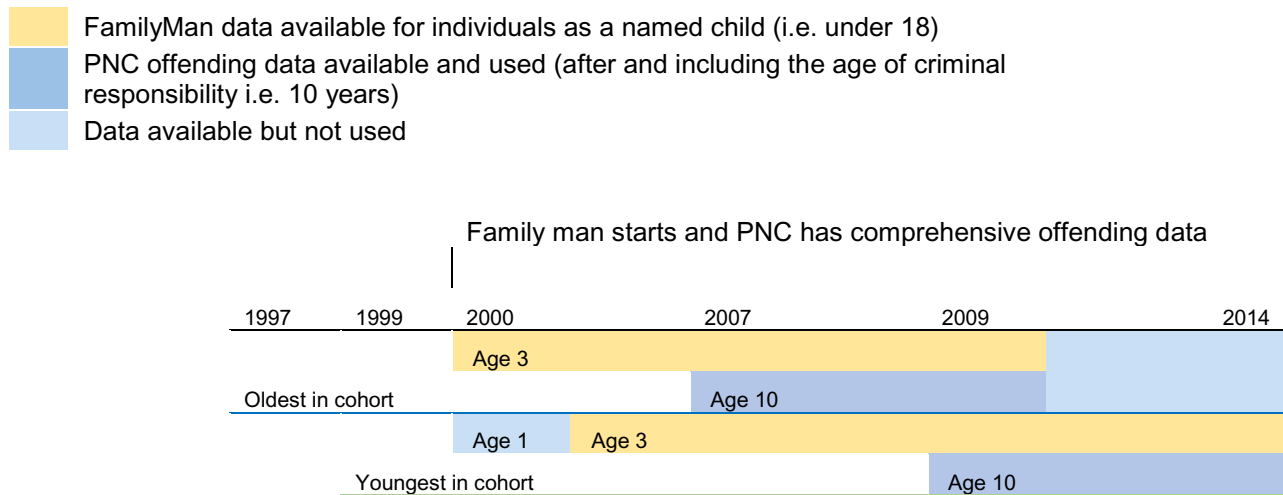 FamilyMan data available for individuals as a named child (i.e. under 18)
PNC offending data available and used (after and including the age of criminal
responsibility i.e. 10 years)
Data available but not used
Family man starts and PNC has comprehensive offending data
1997 1999 2000 2007 2009 2014
Age 3
Oldest in cohort Age 10
Age 1 Age 3
Youngest in cohort Age 10